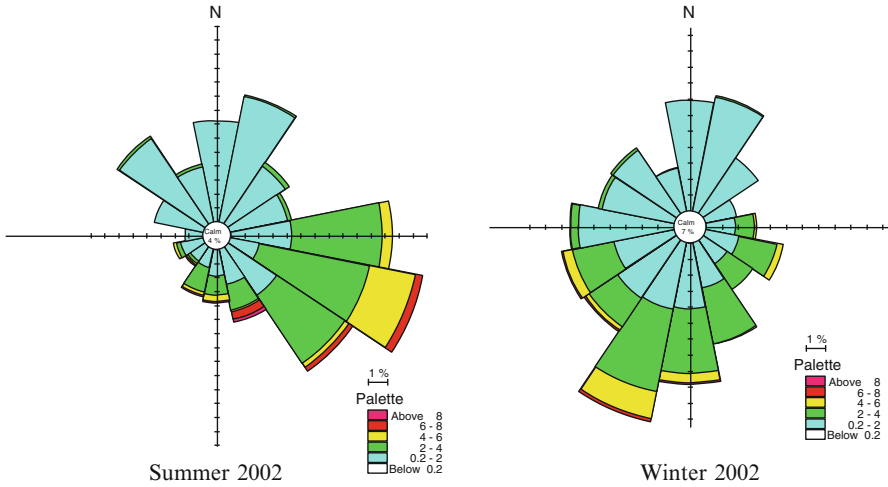 N
Calm
4 %
1 %
Palette
Above 8
6 - 8
4 - 6
2 - 4
0.2 - 2
Below 0.2
Summer 2002
N
Calm
7 %
1 %
Palette
Above 8
6 - 8
4 - 6
2 - 4
0.2 - 2
Below 0.2
Winter 2002